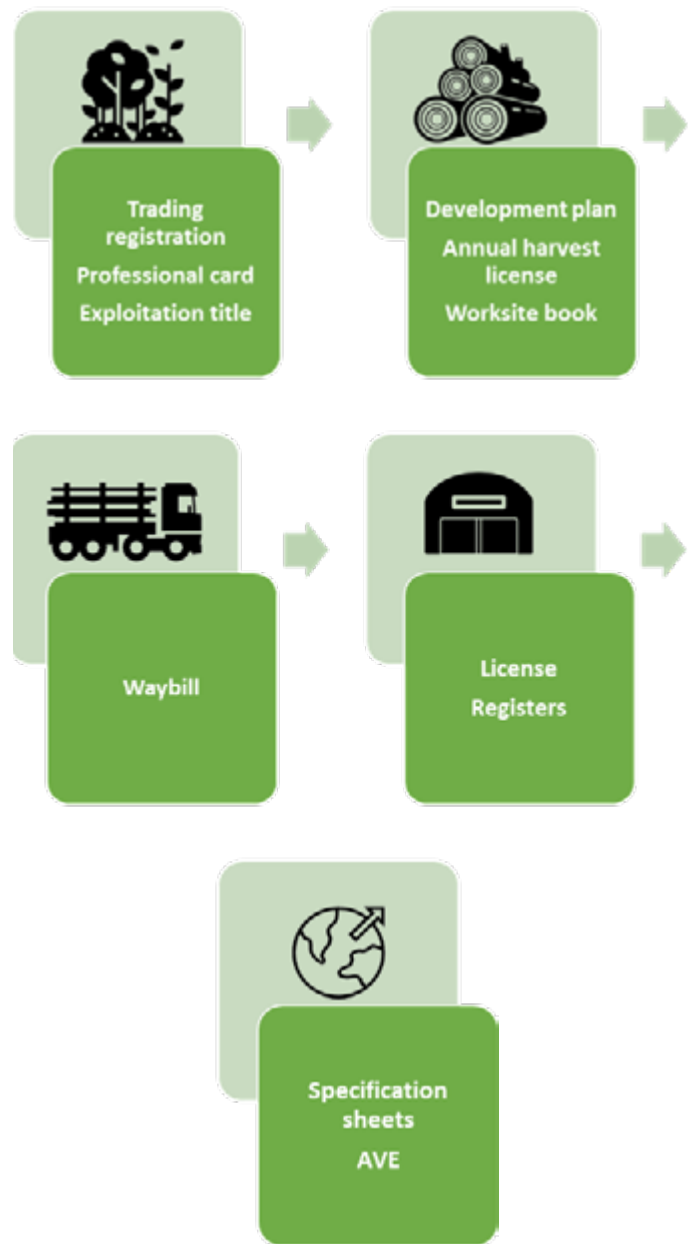 Trading
registration
Professional card
Exploitation title
Development plan
Annual harvest
license
Worksite book
Waybill
License
Registers
Specification
sheets
AVE